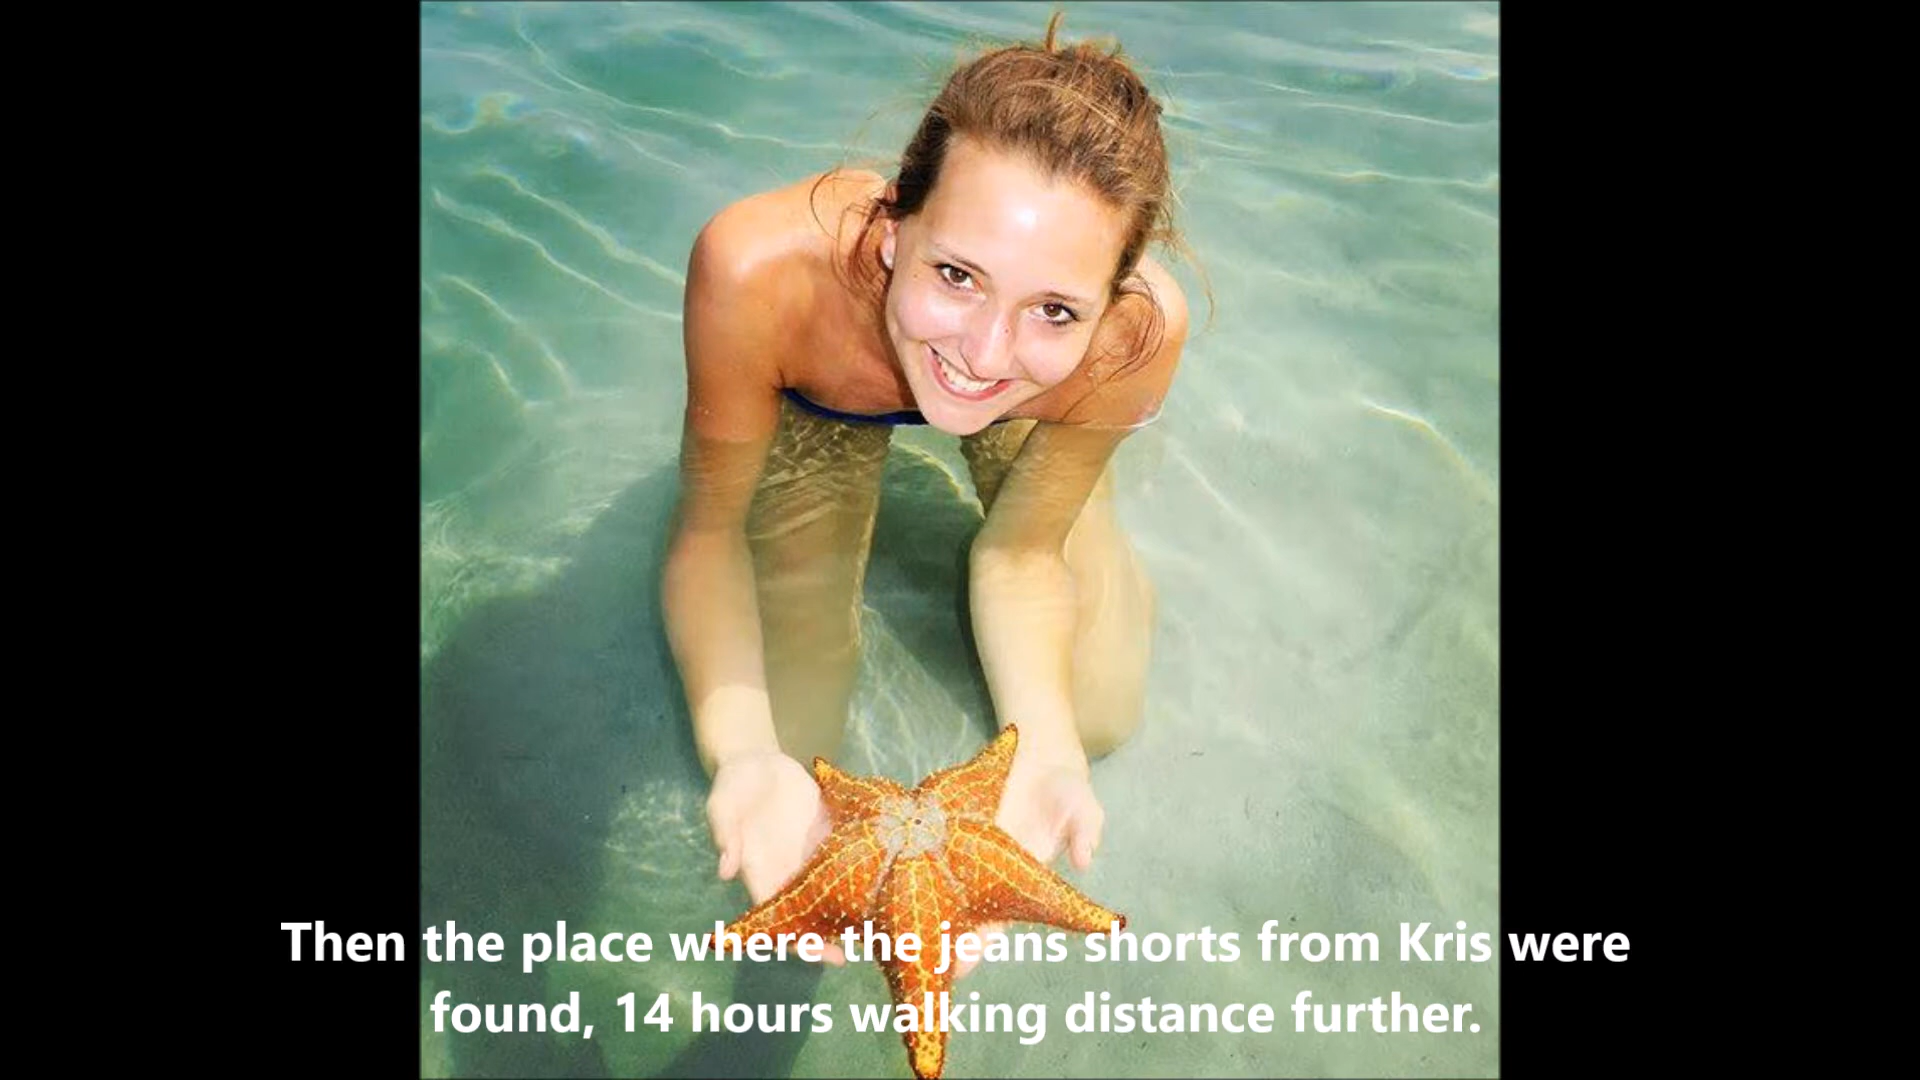 Then the place where the jeans shorts from Kris were
found, 14 hours walking distance further.